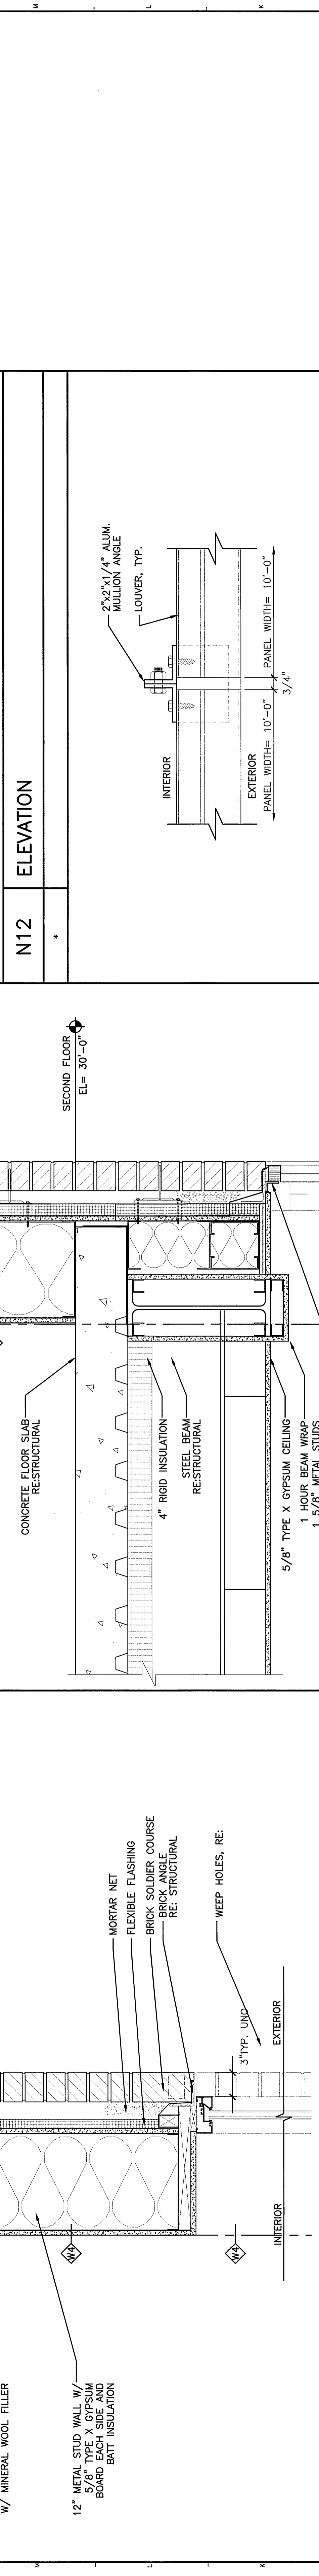 W/ MINERAL WOOL FILLER
12" METAL STUD WALL W/
5/8" TYPE X GYPSUM
BOARD EACH SIDE AND
BATT INSULATION
W4
W4
MORTAR NET
FLEXIBLE FLASHING
BRICK SOLDIER COURSE
BRICK ANGLE
RE: STRUCTURAL
WEEP HOLES, RE:
3"TYP. UNO
INTERIOR
EXTERIOR
CONCRETE FLOOR SLAB
RE:STRUCTURAL
4" RIGID INSULATION
STEEL BEAM
RE:STRUCTURAL
5/8" TYPE X GYPSUM CEILING
1 HOUR BEAM WRAP
1 5/8" METAL STUDS
SECOND FLOOR
EL= 30'-0"
N12
ELEVATION
*
2"x2"x1/4" ALUM.
MULLION ANGLE
LOUVER, TYP.
INTERIOR
EXTERIOR
PANEL WIDTH= 10'-0"
PANEL WIDTH= 10'-0"
3/4"
M
L
K
M
L
K